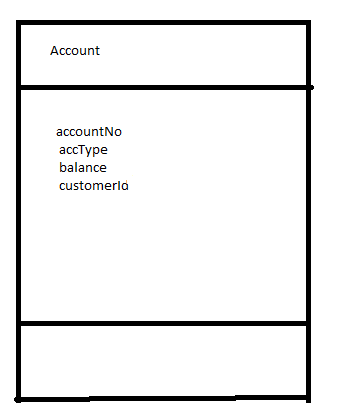 Account
accountNo
accType
balance
customerId